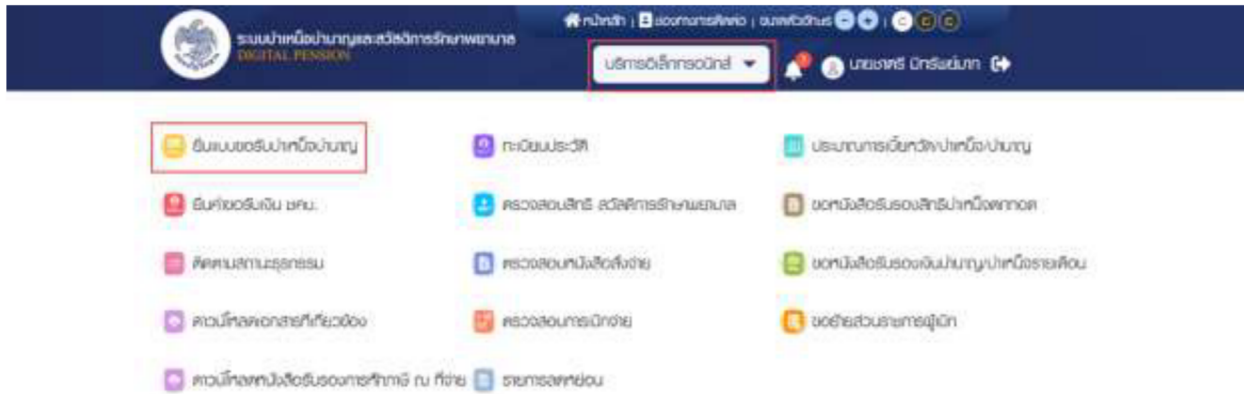 หน้าหลัก | ช่องทางการติดต่อ | ขนาดตัวอักษร - + | C C C
ระบบบำเหน็จบำนาญและสวัสดิการรักษาพยาบาล
DIGITAL PENSION
บริการอิเล็กทรอนิกส์
ยื่นแบบขอรับบำเหน็จบำนาญ
ทะเบียนประวัติ
ประมาณการเบี้ยหวัด/บำเหน็จ/บำนาญ
ยื่นคำขอรับเงิน ชคบ.
ตรวจสอบสิทธิ สวัสดิการรักษาพยาบาล
ขอหนังสือรับรองสิทธิบำเหน็จตกทอด
ติดตามสถานะธุรกรรม
ตรวจสอบหนังสือสั่งจ่าย
ขอหนังสือรับรองเงินบำนาญ/บำเหน็จรายเดือน
ดาวน์โหลดเอกสารที่เกี่ยวข้อง
ตรวจสอบการเบิกจ่าย
ขอย้ายส่วนราชการผู้เบิก
ดาวน์โหลดหนังสือรับรองการหักภาษี ณ ที่จ่าย
รายการลดหย่อน